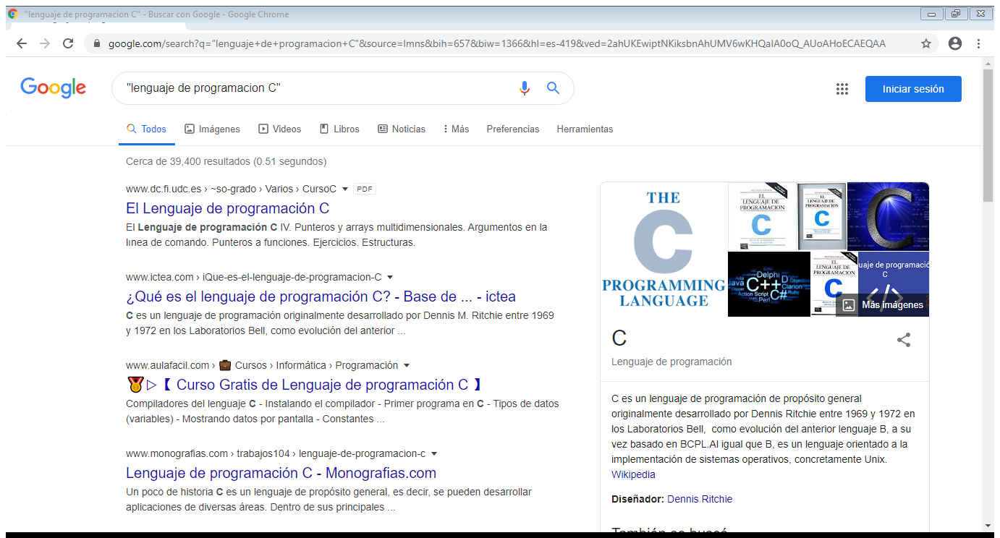 "lenguaje de programacion C" - Buscar con Google - Google Chrome
google.com/search?q="lenguaje+de+programacion+C"&source=lmns&bih=657&biw=1366&hl=es-419&ved=2ahUKEwiptNKiksbnAhUMV6wKHQaIA0oQ_AUoAHoECAEQAA
Google
"lenguaje de programacion C"
Iniciar sesión
Todos Imágenes Videos Libros Noticias Más Preferencias Herramientas
Cerca de 39,400 resultados (0.51 segundos)
www.dc.fi.udc.es › ~so-grado › Varios › CursoC PDF
El Lenguaje de programación C
El Lenguaje de programación C IV. Punteros y arrays multidimensionales. Argumentos en la
linea de comando. Punteros a funciones. Ejercicios. Estructuras.
www.ictea.com › iQue-es-el-lenguaje-de-programacion-C
¿Qué es el lenguaje de programación C? - Base de ... - ictea
C es un lenguaje de programación originalmente desarrollado por Dennis M. Ritchie entre 1969
y 1972 en los Laboratorios Bell, como evolución del anterior ...
www.aulafacil.com › 💼 Cursos › Informática › Programación
🏅▷【 Curso Gratis de Lenguaje de programación C 】
Compiladores del lenguaje C - Instalando el compilador - Primer programa en C - Tipos de datos
(variables) - Mostrando datos por pantalla - Constantes ...
www.monografias.com › trabajos104 › lenguaje-de-programacion-c
Lenguaje de programación C - Monografias.com
Un poco de historia C es un lenguaje de propósito general, es decir, se pueden desarrollar
aplicaciones de diversas áreas. Dentro de sus principales ...
THE
C
PROGRAMMING
LANGUAGE
EL
LENGUAJE DE
PROGRAMACION
C
EL
LENGUAJE DE
PROGRAMACION
C
C
Ada Delphi D Objective
Java C++ Clarion
Action Script C# Ruby
Perl
EL
LENGUAJE DE
PROGRAMACION
C
uaje de programació
C
</>
Más imágenes
C
Lenguaje de programación
C es un lenguaje de programación de propósito general
originalmente desarrollado por Dennis Ritchie entre 1969 y 1972 en
los Laboratorios Bell, como evolución del anterior lenguaje B, a su
vez basado en BCPL.Al igual que B, es un lenguaje orientado a la
implementación de sistemas operativos, concretamente Unix.
Wikipedia
Diseñador: Dennis Ritchie
También se buscó